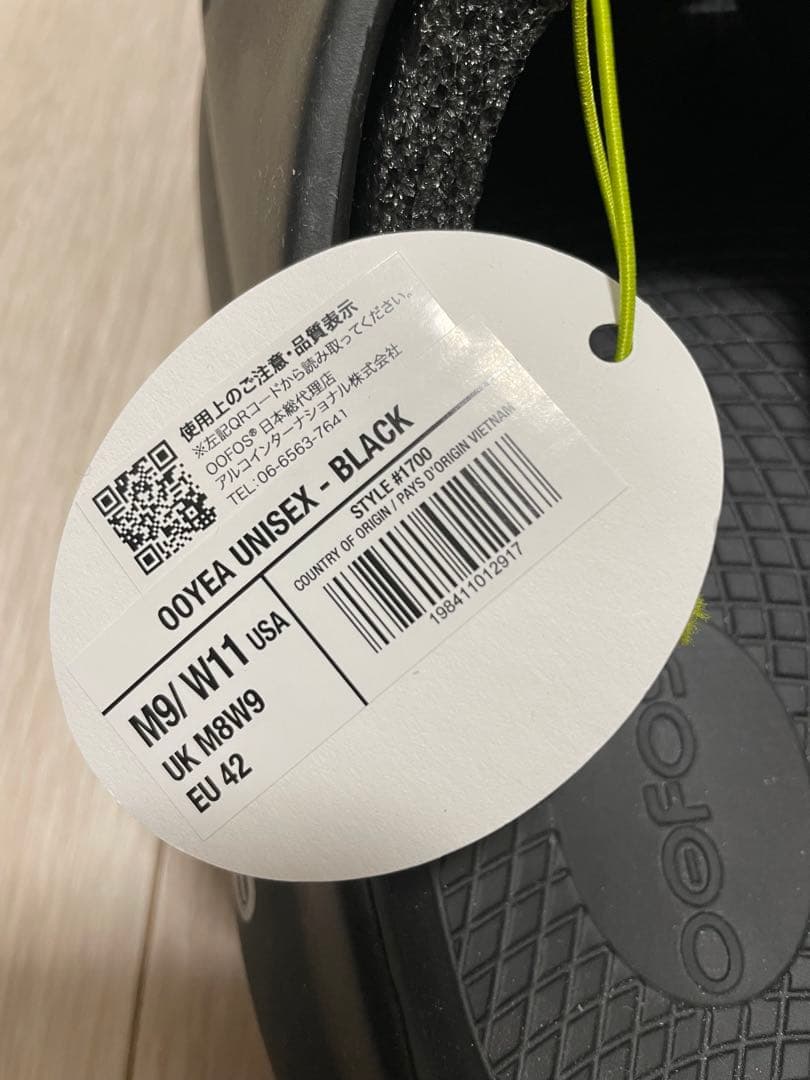 使用上のご注意・品質表示
※左記QRコードから読み取ってください。
OOFOS® 日本総代理店
アルコインターナショナル株式会社
TEL:06-6563-7641
OOYEA UNISEX - BLACK
STYLE #1700
COUNTRY OF ORIGIN / PAYS D'ORIGIN VIETNAM
198411012917
M9/ W11 USA
UK M8W9
EU 42
OOFOS